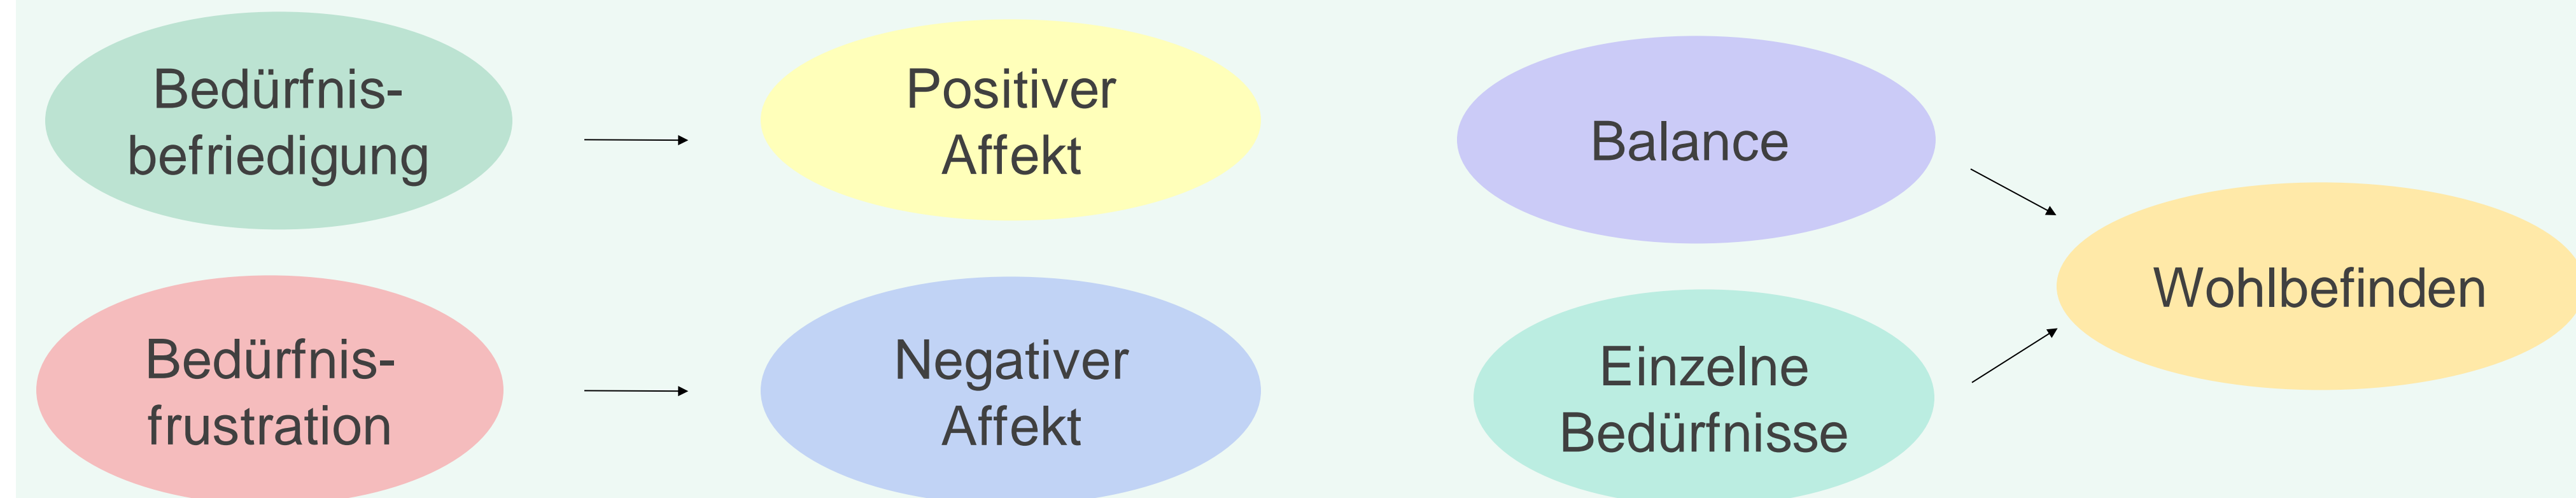 Bedürfnis-
befriedigung
Positiver
Affekt
Balance
Wohlbefinden
Bedürfnis-
frustration
Negativer
Affekt
Einzelne
Bedürfnisse